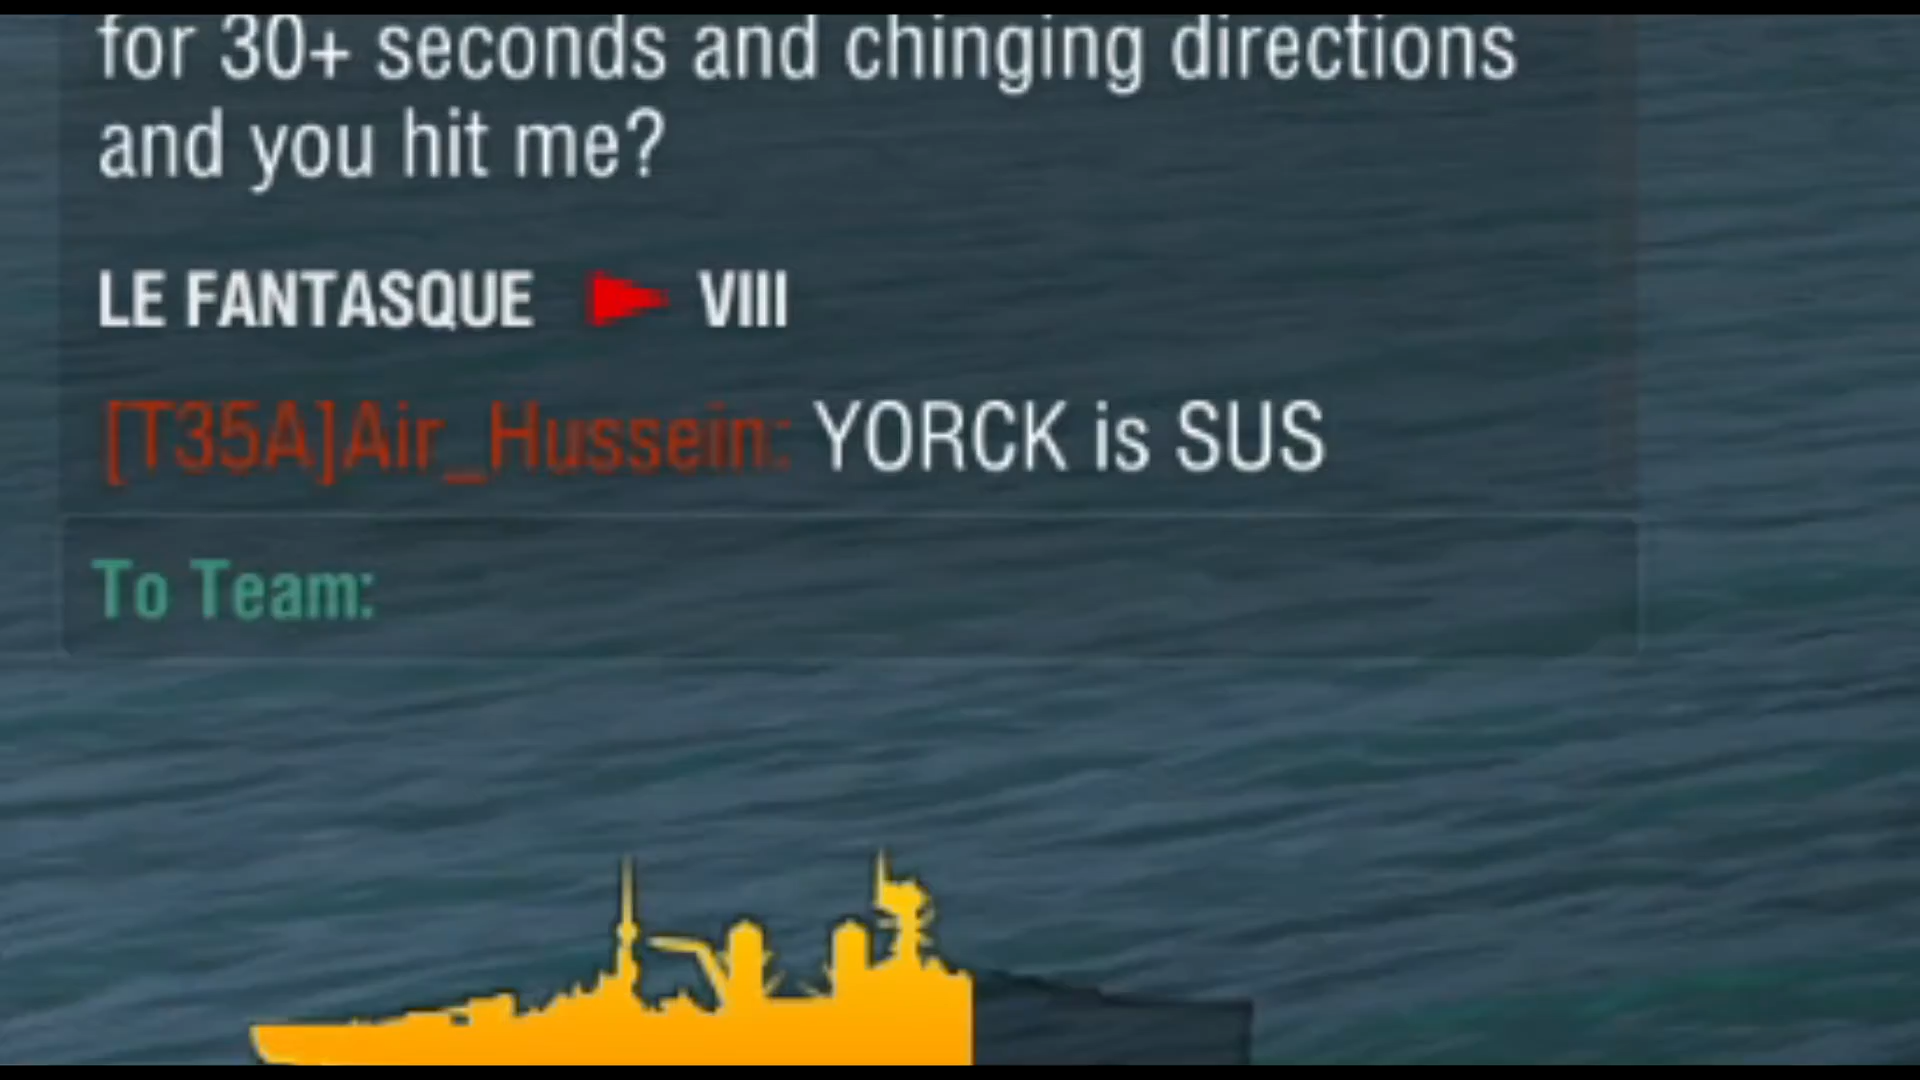 for 30+ seconds and chinging directions
and you hit me?
LE FANTASQUE VIII
[T35A]Air_Hussein: YORCK is SUS
To Team: